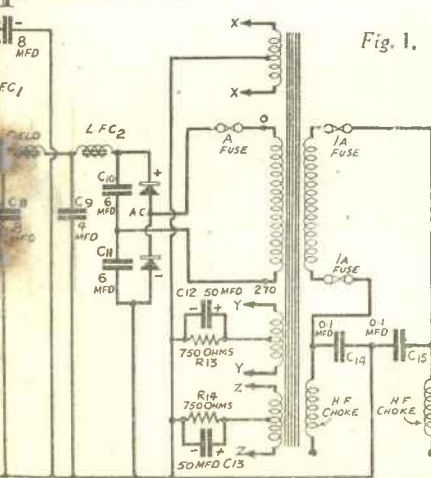 Fig. 1.
X
X
8
MFD
LFC2
C10
6
MFD
C9
4
MFD
C11
6
MFD
+
AC
-
A
FUSE
O
270
1A
FUSE
1A
FUSE
C12 50 MFD
- +
750 OHMS
R13
Y
Y
Z
R14
750 OHMS
- +
50 MFD C13
Z
0.1
MFD
C14
0.1
MFD
C15
HF
CHOKE
HF
CHOKE